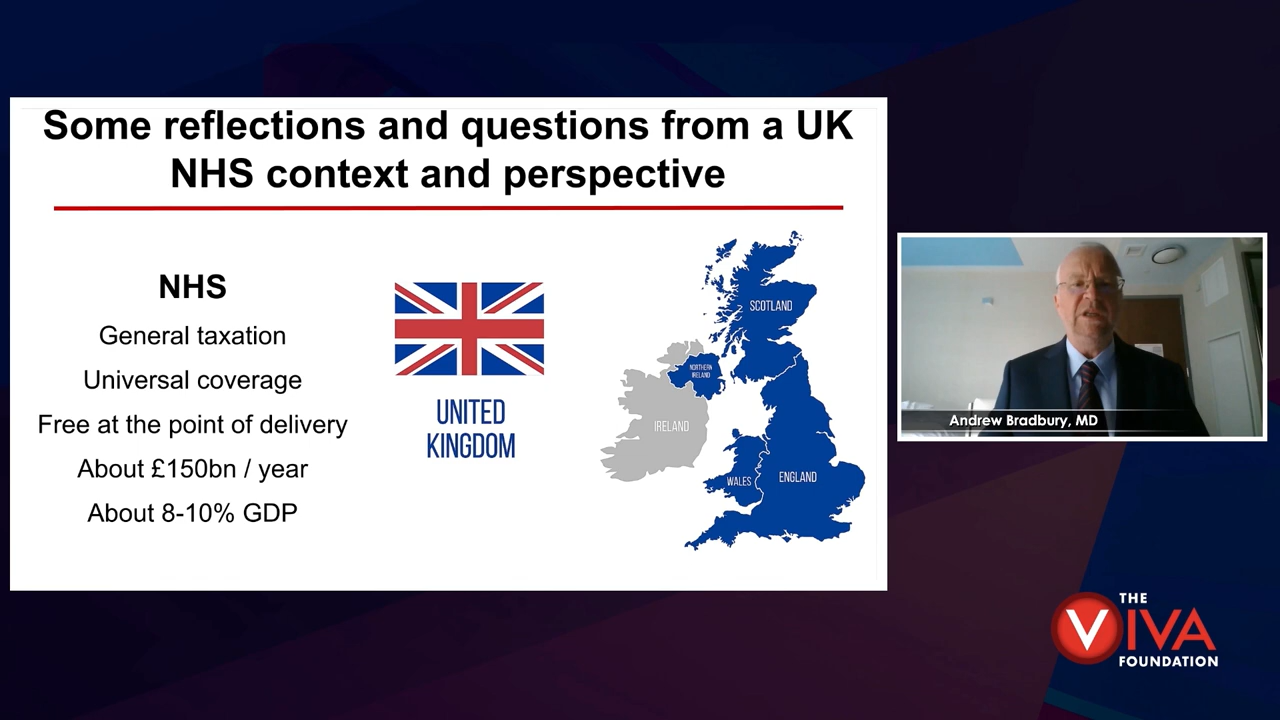 Some reflections and questions from a UK
NHS context and perspective
NHS
General taxation
Universal coverage
Free at the point of delivery
About £150bn / year
About 8-10% GDP
UNITED
KINGDOM
SCOTLAND
NORTHERN
IRELAND
IRELAND
WALES
ENGLAND
Andrew Bradbury, MD
THE
VIVA
FOUNDATION